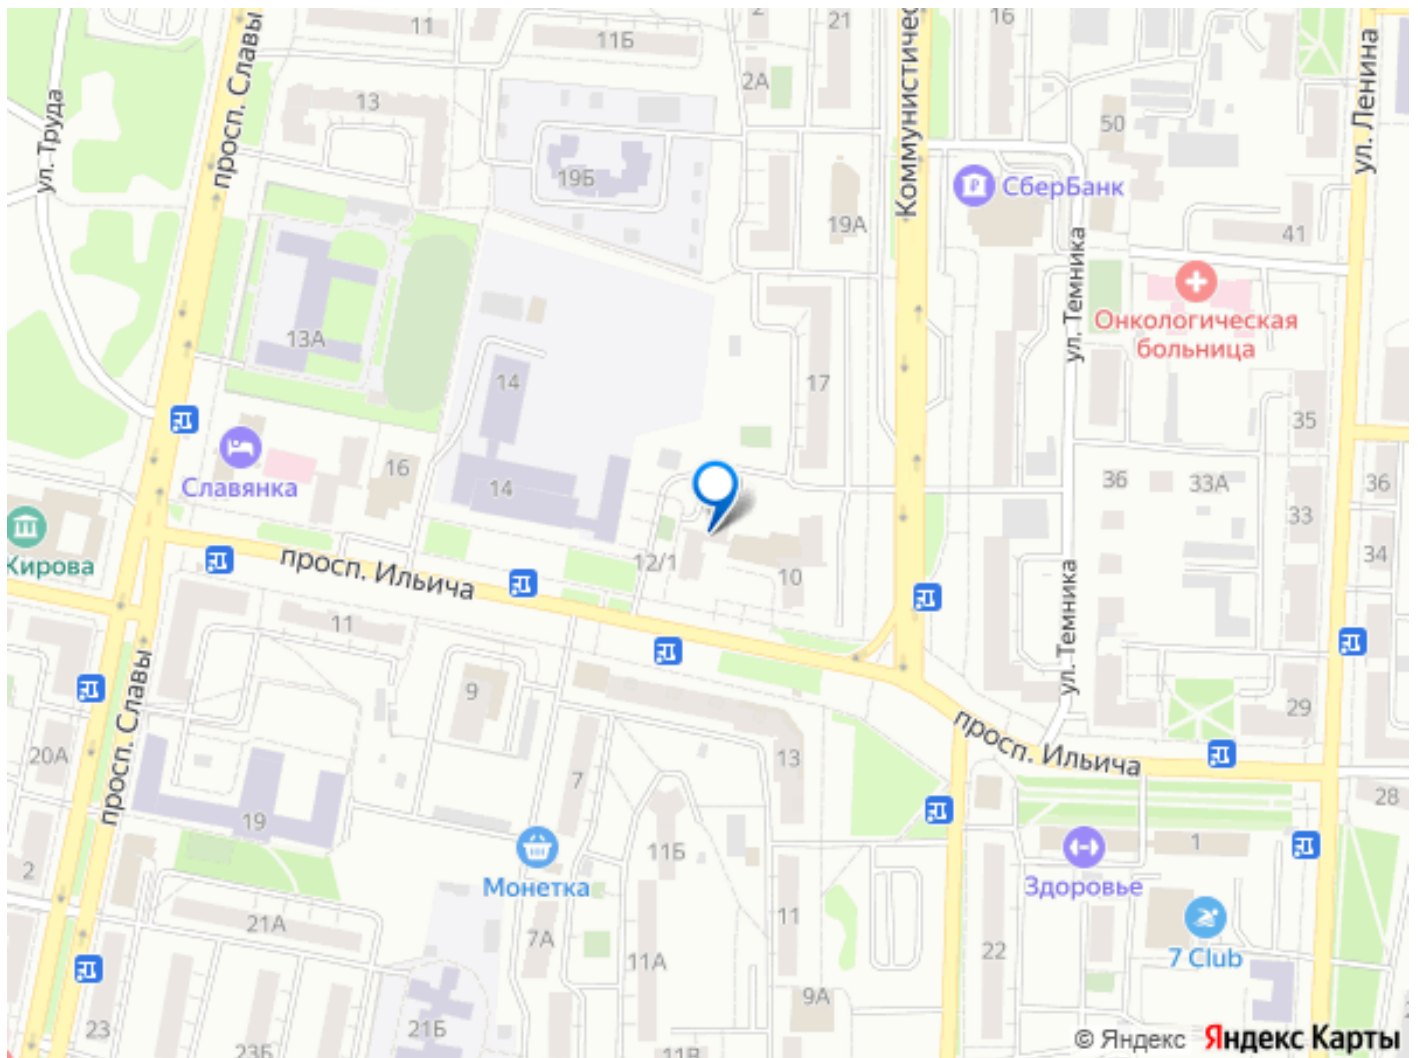 11
11Б
2
21
16
ул. Ленина
просп. Славы
ул. Труда
13
2А
50
Коммунистичес
19Б
СберБанк
19А
41
ул. Темника
Онкологическая
больница
13А
14
17
35
16
Славянка
14
36
33А
36
33
Кирова
просп. Ильича
12/1
10
34
11
ул. Темника
9
просп. Славы
20А
7
13
просп. Ильича
29
28
19
11Б
Монетка
1
Здоровье
2
21А
7А
11
22
7 Club
11А
9А
23
21Б
23Б
11В
© Яндекс Яндекс Карты